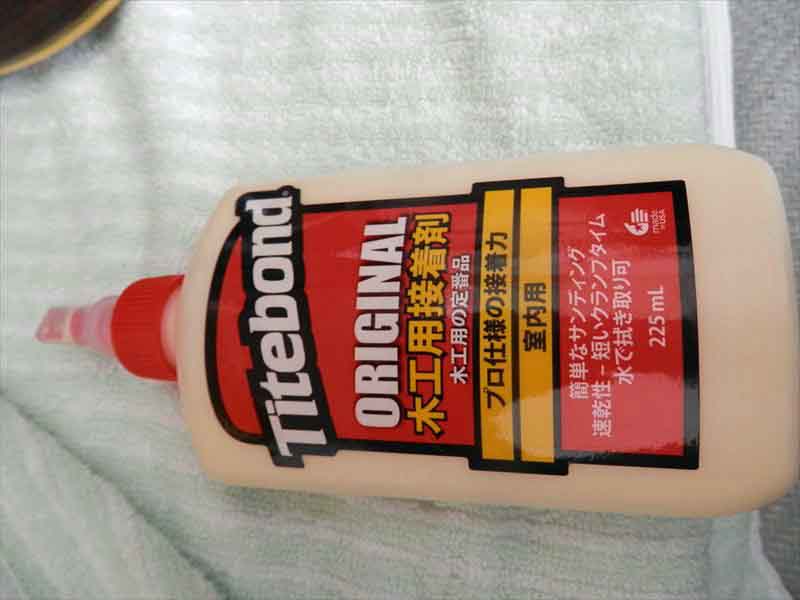 Titebond®
ORIGINAL
木工用接着剤
木工用の定番品
プロ仕様の接着力
室内用
簡単なサンディング
速乾性 - 短いクランプタイム
水で拭き取り可
made in USA
225 mL